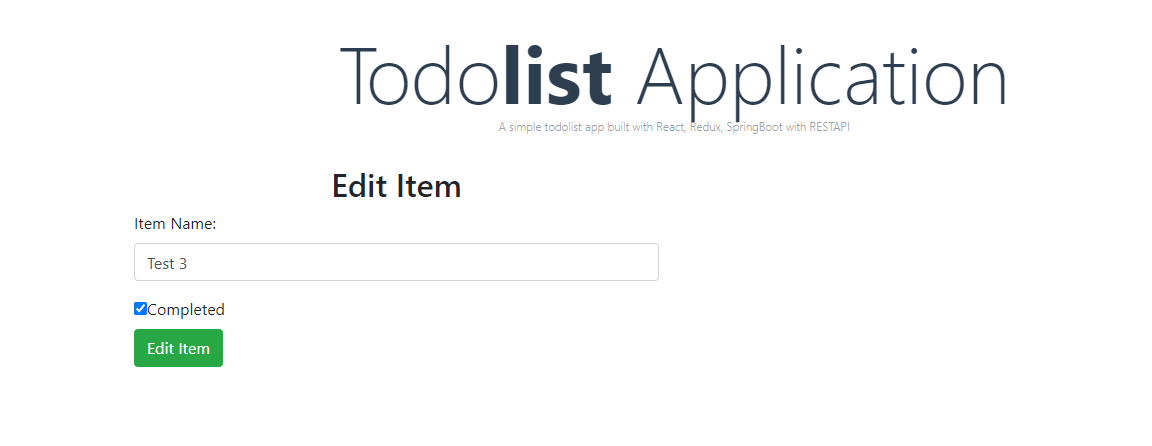 Todolist Application
A simple todolist app built with React, Redux, SpringBoot with RESTAPI
Edit Item
Item Name:
Test 3
Completed
Edit Item